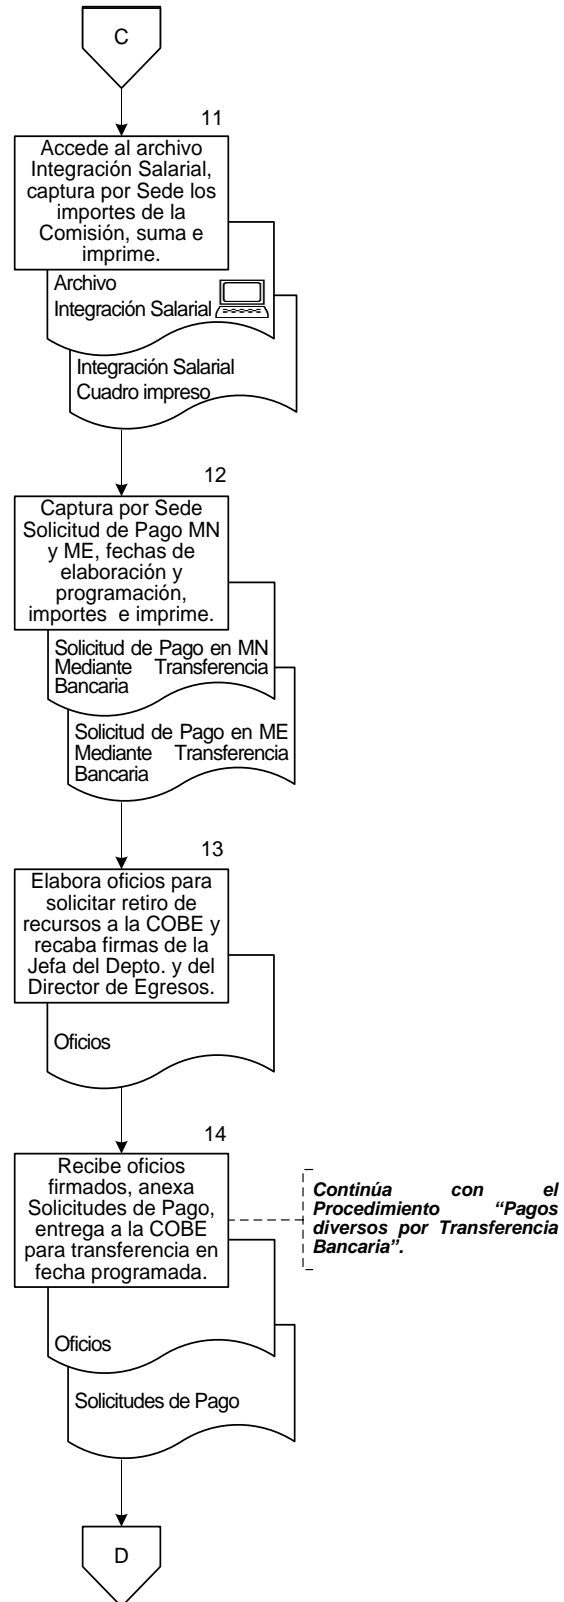 C
11
Accede al archivo
Integración Salarial,
captura por Sede los
importes de la
Comisión, suma e
imprime.
Archivo
Integración Salarial
Integración Salarial
Cuadro impreso
12
Captura por Sede
Solicitud de Pago MN
y ME, fechas de
elaboración y
programación,
importes e imprime.
Solicitud de Pago en MN
Mediante Transferencia
Bancaria
Solicitud de Pago en ME
Mediante Transferencia
Bancaria
13
Elabora oficios para
solicitar retiro de
recursos a la COBE y
recaba firmas de la
Jefa del Depto. y del
Director de Egresos.
Oficios
14
Recibe oficios
firmados, anexa
Solicitudes de Pago,
entrega a la COBE
para transferencia en
fecha programada.
Continúa con el
Procedimiento “Pagos
diversos por Transferencia
Bancaria”.
Oficios
Solicitudes de Pago
D